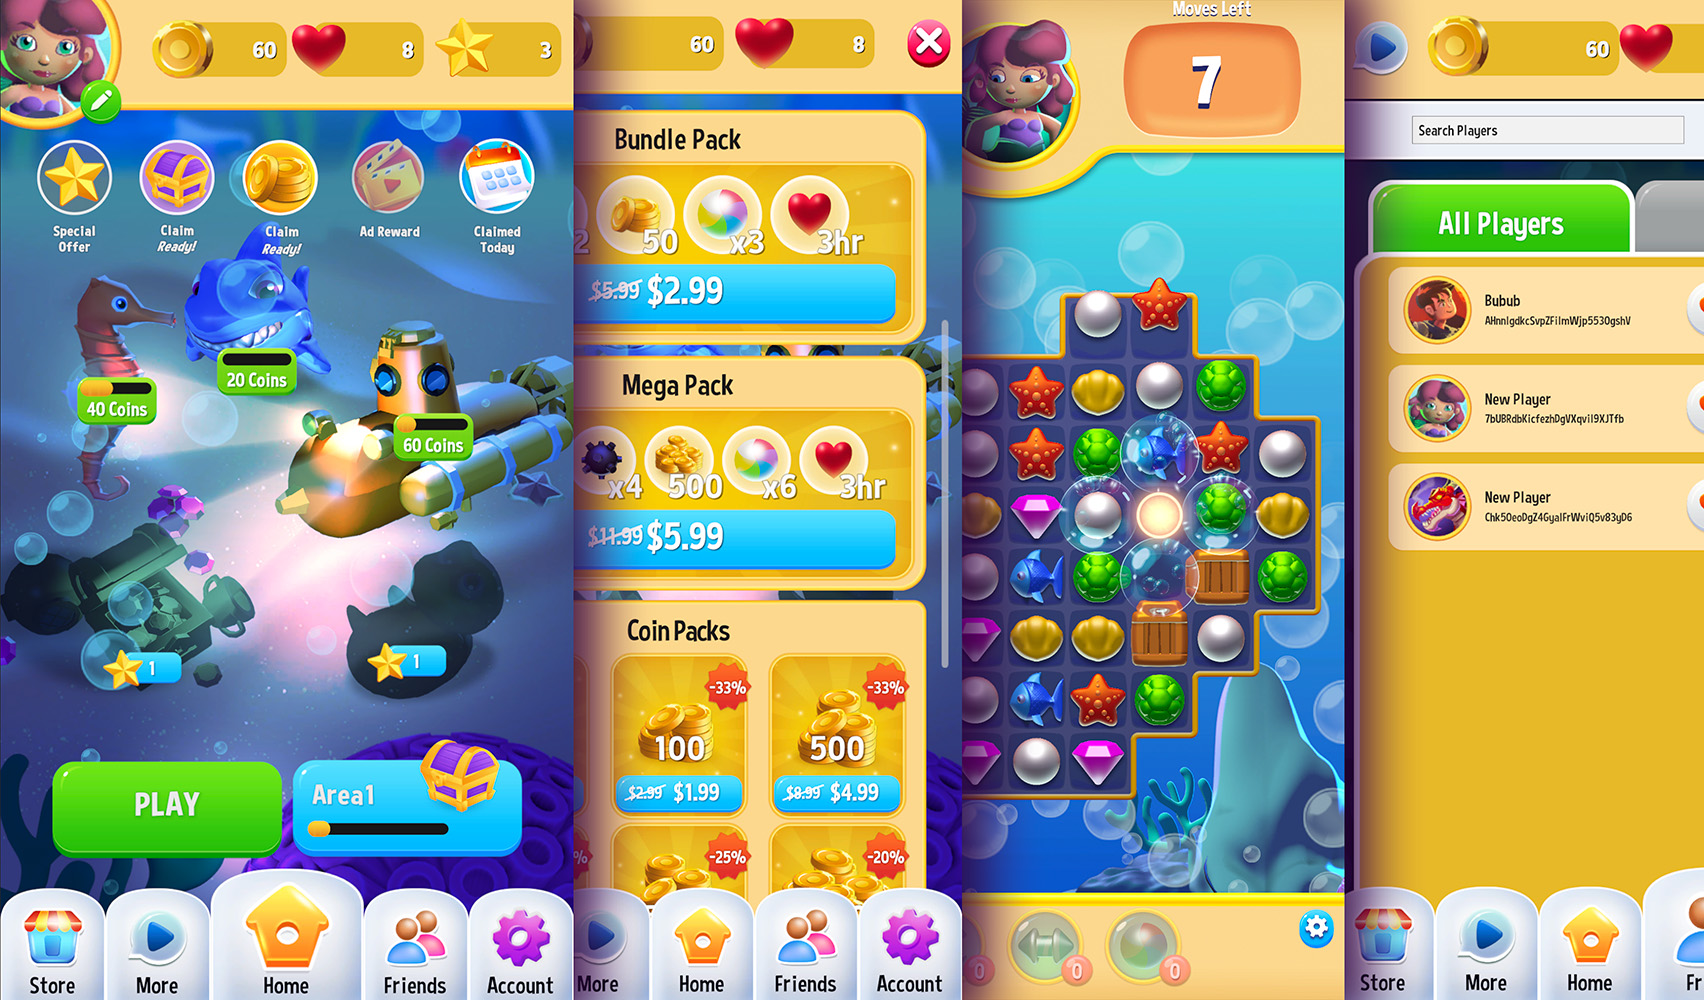 60
8
3
Special
Offer
Claim
Ready!
Claim
Ready!
Ad Reward
Claimed
Today
20 Coins
40 Coins
60 Coins
1
1
PLAY
Area1
Store
More
Home
Friends
Account
60
8
Bundle Pack
2
50
x3
3hr
$5.99 $2.99
Mega Pack
x4
500
x6
3hr
$11.99 $5.99
Coin Packs
-33%
-33%
100
500
$2.99 $1.99
$8.99 $4.99
%
-25%
-20%
More
Home
Friends
Account
Moves Left
7
0
0
0
60
Search Players
All Players
Bubub
AHnnlgdkcSvpZFilmWjp5530gshV
New Player
7bUBRdbKicfezhDgVXqvil9XJTfb
New Player
Chk50eoDgZ4GyalFrWviQ5v83yD6
Store
More
Home
Fr